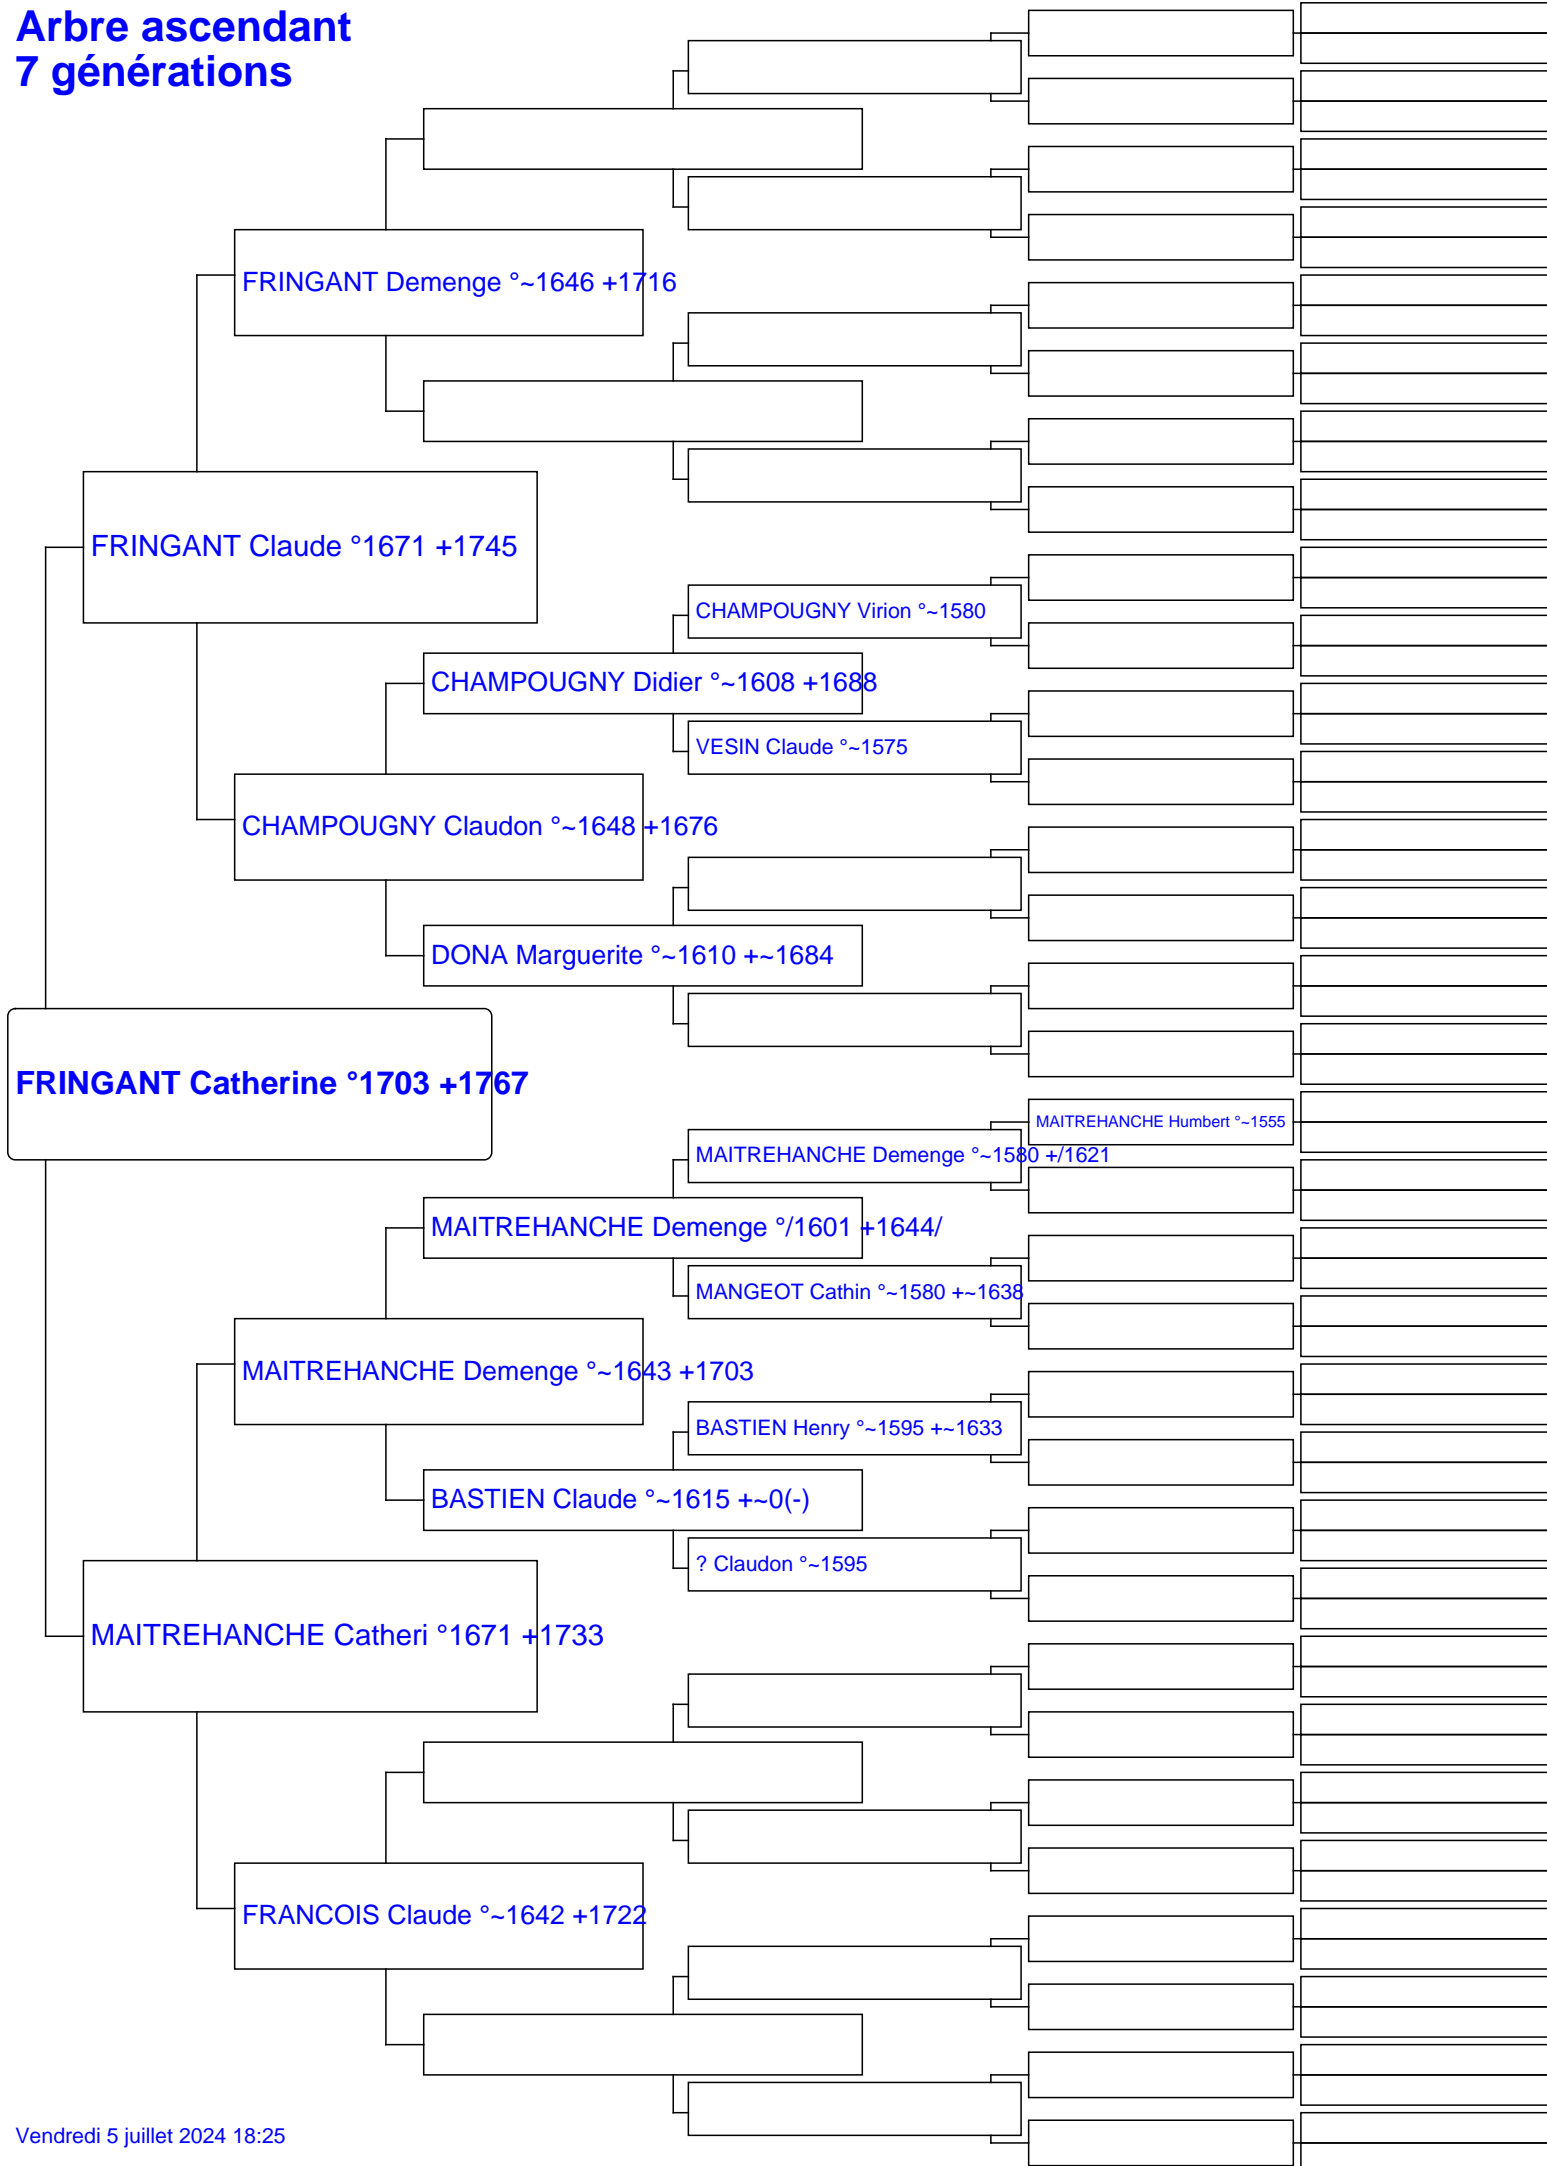 Arbre ascendant
7 générations
FRINGANT Demenge °~1646 +1716
FRINGANT Claude °1671 +1745
CHAMPOUGNY Virion °~1580
CHAMPOUGNY Didier °~1608 +1688
VESIN Claude °~1575
CHAMPOUGNY Claudon °~1648 +1676
DONA Marguerite °~1610 +~1684
FRINGANT Catherine °1703 +1767
MAITREHANCHE Humbert °~1555
MAITREHANCHE Demenge °~1580 +/1621
MAITREHANCHE Demenge °/1601 +1644/
MANGEOT Cathin °~1580 +~1638
MAITREHANCHE Demenge °~1643 +1703
BASTIEN Henry °~1595 +~1633
BASTIEN Claude °~1615 +~0(-)
? Claudon °~1595
MAITREHANCHE Catheri °1671 +1733
FRANCOIS Claude °~1642 +1722
Vendredi 5 juillet 2024 18:25